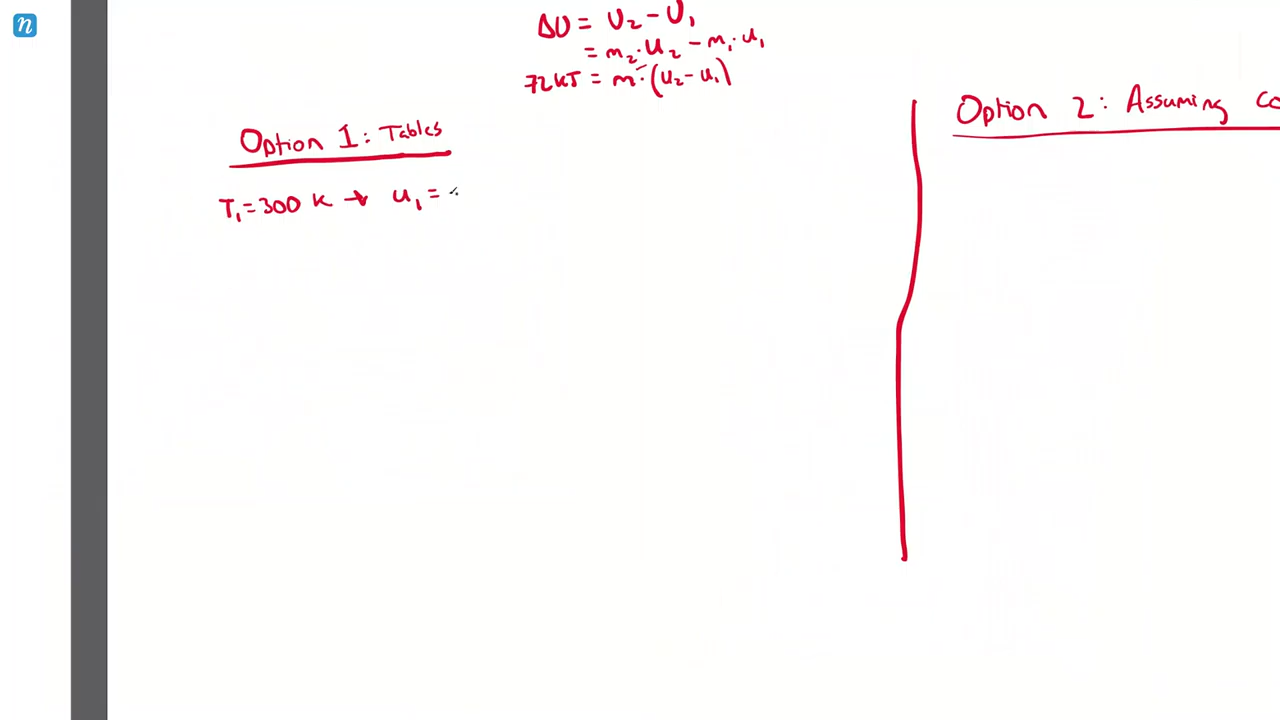 n
ΔU = U₂ - U₁
= m₂·u₂ - m₁·u₁
72kJ = m·(u₂ - u₁)
Option 1: Tables
T₁=300 K → u₁ =
Option 2: Assuming Co